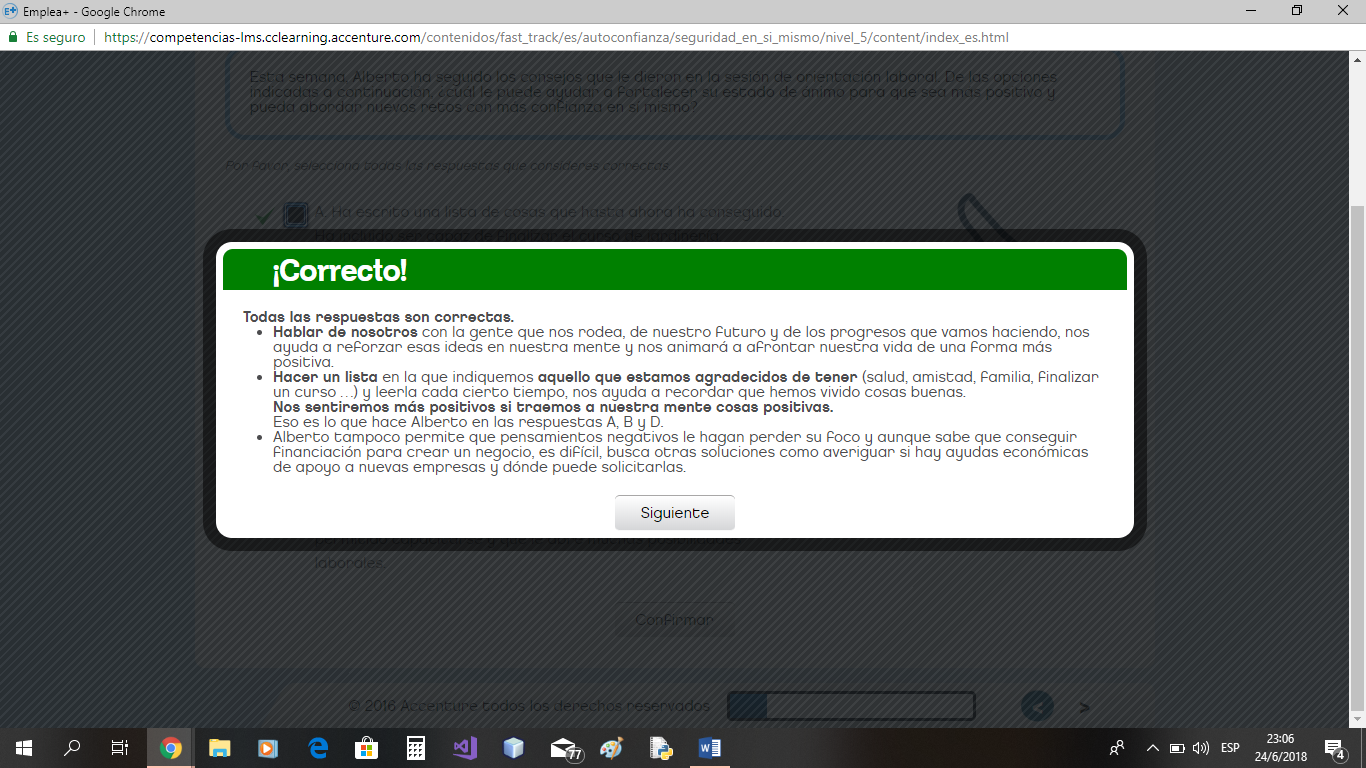 Emplea+ - Google Chrome
Es seguro | https://competencias-lms.cclearning.accenture.com/contenidos/fast_track/es/autoconfianza/seguridad_en_si_mismo/nivel_5/content/index_es.html
Esta semana, Alberto ha seguido los consejos que le dieron en la sesión de orientación laboral. De las opciones
indicadas a continuación, ¿cuál le puede ayudar a fortalecer su estado de ánimo para que sea más positivo y
pueda abordar nuevos retos con más confianza en sí mismo?
Por favor, selecciona todas las respuestas que consideres correctas.
A. Ha escrito una lista de cosas que hasta ahora ha conseguido.
¡Correcto!
Todas las respuestas son correctas.
• Hablar de nosotros con la gente que nos rodea, de nuestro futuro y de los progresos que vamos haciendo, nos
ayuda a reforzar esas ideas en nuestra mente y nos animará a afrontar nuestra vida de una forma más
positiva.
• Hacer un lista en la que indiquemos aquello que estamos agradecidos de tener (salud, amistad, familia, finalizar
un curso ...) y leerla cada cierto tiempo, nos ayuda a recordar que hemos vivido cosas buenas.
Nos sentiremos más positivos si traemos a nuestra mente cosas positivas.
Eso es lo que hace Alberto en las respuestas A, B y D.
• Alberto tampoco permite que pensamientos negativos le hagan perder su foco y aunque sabe que conseguir
financiación para crear un negocio, es difícil, busca otras soluciones como averiguar si hay ayudas económicas
de apoyo a nuevas empresas y dónde puede solicitarlas.
Siguiente
laborales.
Confirmar
© 2016 Accenture todos los derechos reservados
77
ESP
23:06
24/6/2018
4